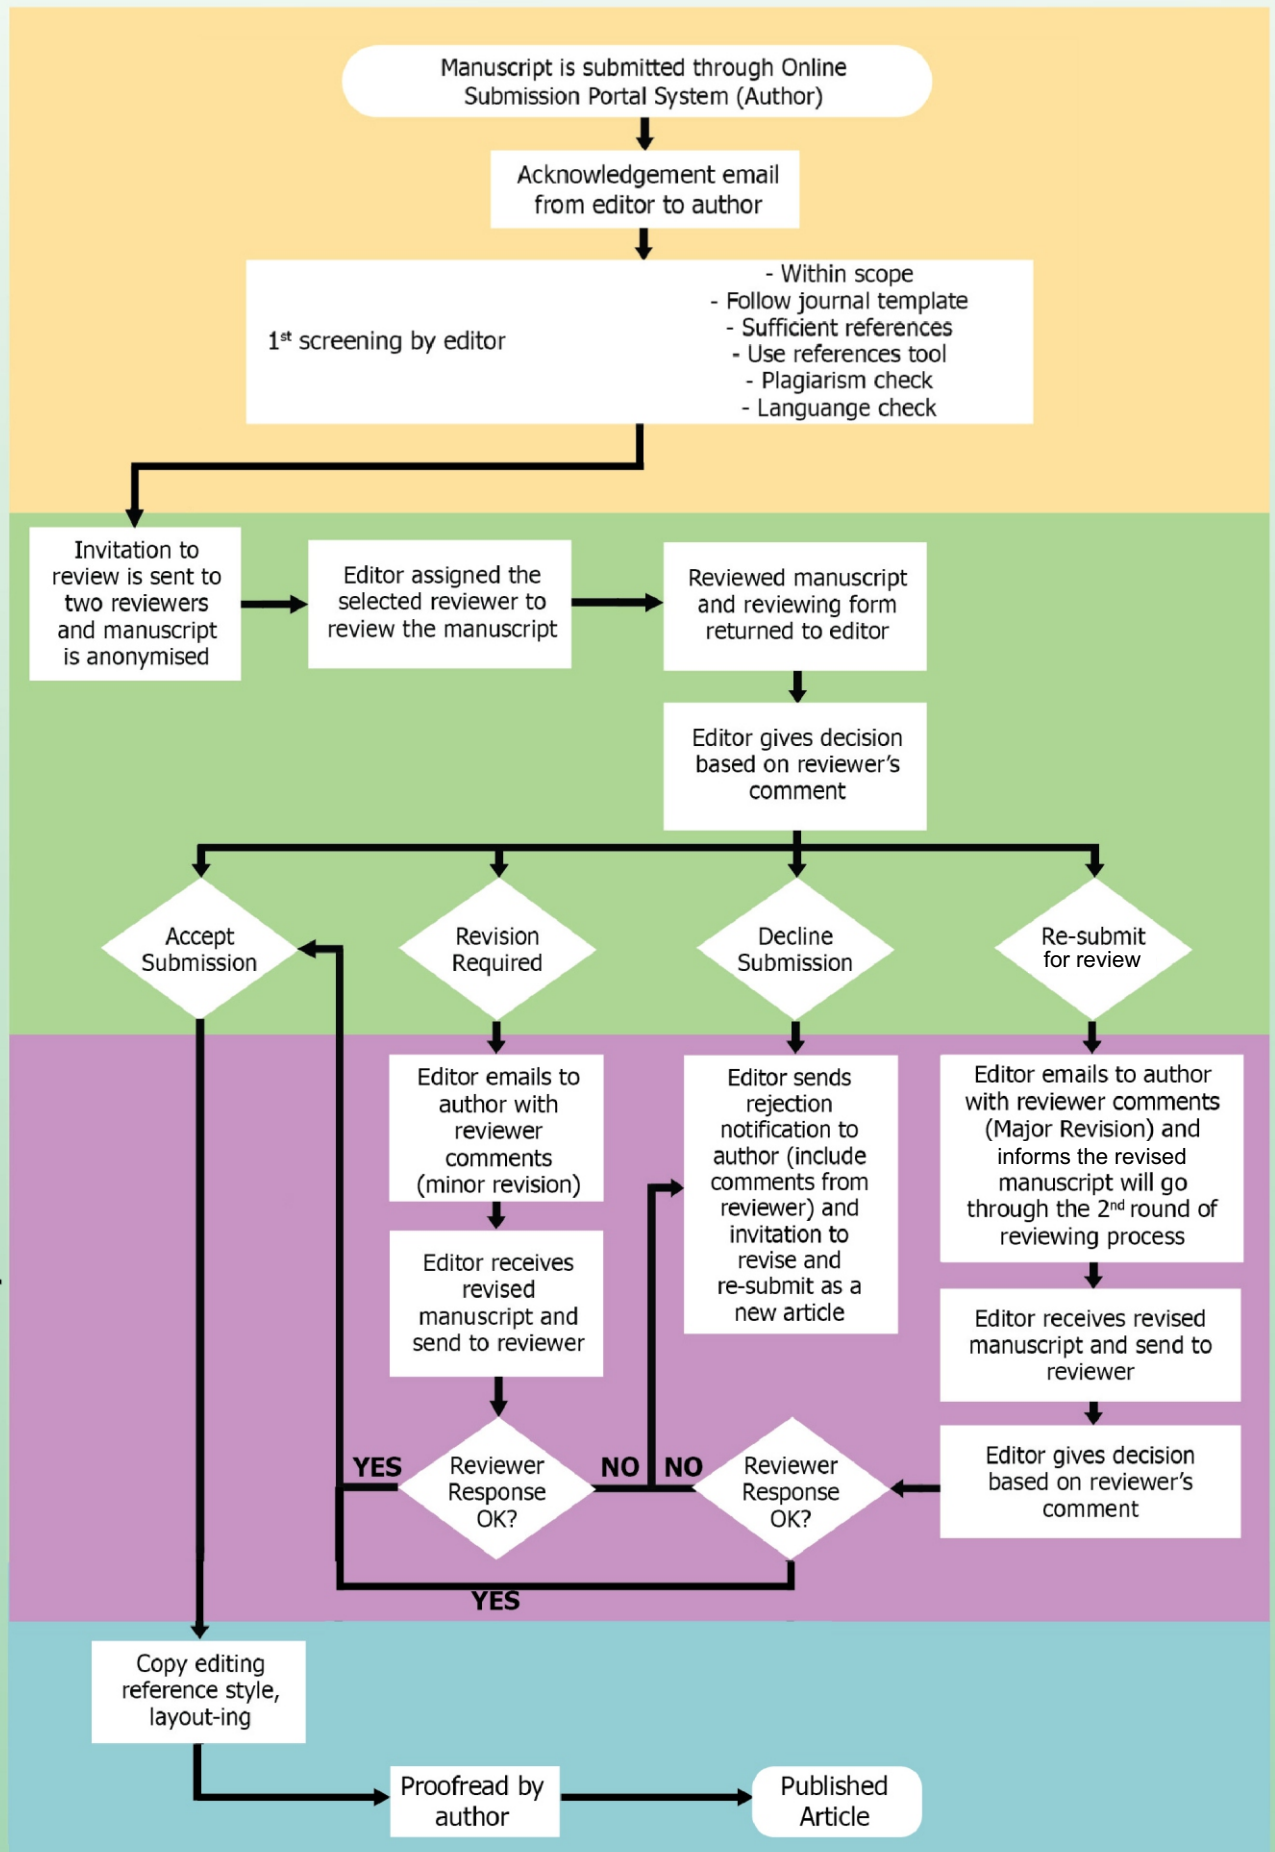 Manuscript is submitted through Online
Submission Portal System (Author)
Acknowledgement email
from editor to author
1st screening by editor
- Within scope
- Follow journal template
- Sufficient references
- Use references tool
- Plagiarism check
- Languange check
Invitation to
review is sent to
two reviewers
and manuscript
is anonymised
Editor assigned the
selected reviewer to
review the manuscript
Reviewed manuscript
and reviewing form
returned to editor
Editor gives decision
based on reviewer's
comment
Accept
Submission
Revision
Required
Decline
Submission
Re-submit
for review
Editor emails to
author with
reviewer
comments
(minor revision)
Editor receives
revised
manuscript and
send to reviewer
Editor sends
rejection
notification to
author (include
comments from
reviewer) and
invitation to
revise and
re-submit as a
new article
Editor emails to author
with reviewer comments
(Major Revision) and
informs the revised
manuscript will go
through the 2nd round of
reviewing process
Editor receives revised
manuscript and send to
reviewer
Editor gives decision
based on reviewer's
comment
YES
Reviewer
Response
OK?
NO
NO
Reviewer
Response
OK?
YES
Copy editing
reference style,
layout-ing
Proofread by
author
Published
Article